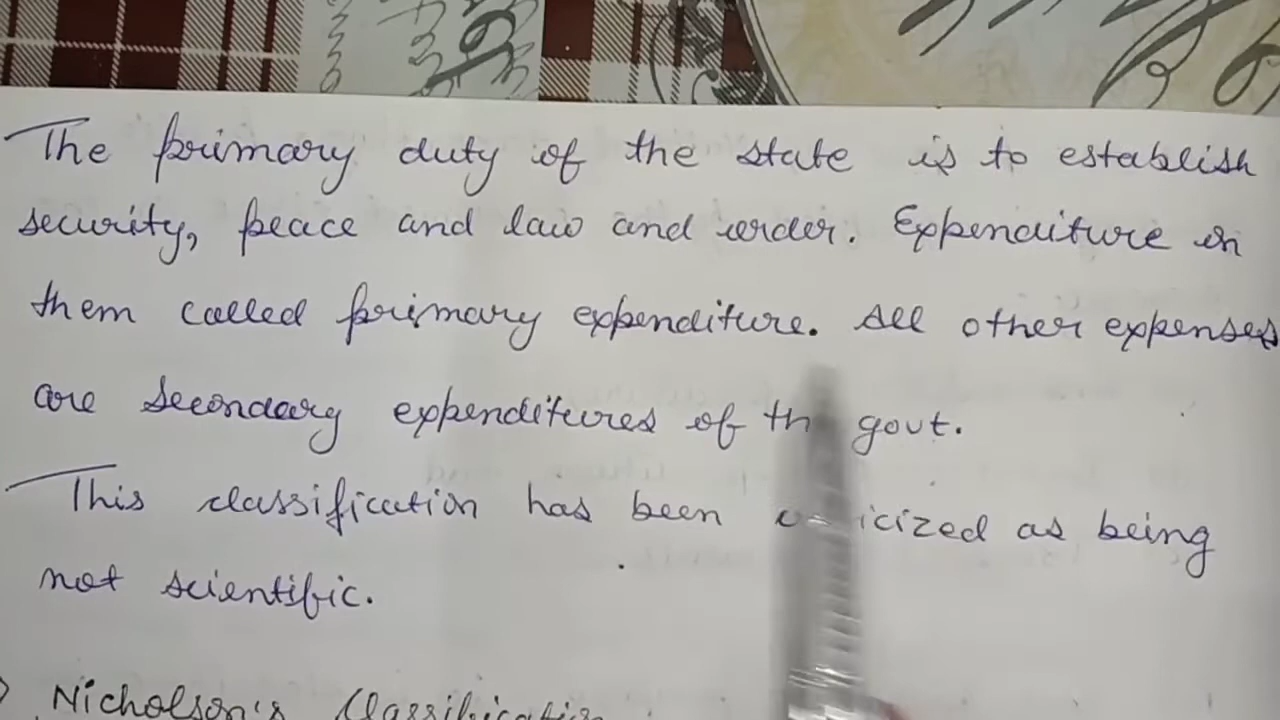 The primary duty of the state is to establish
security, peace and law and order. Expenditure on
them called primary expenditure. All other expenses
are Secondary expenditures of th govt.
This classification has been icized as being
not scientific.
Nicholson's Classification